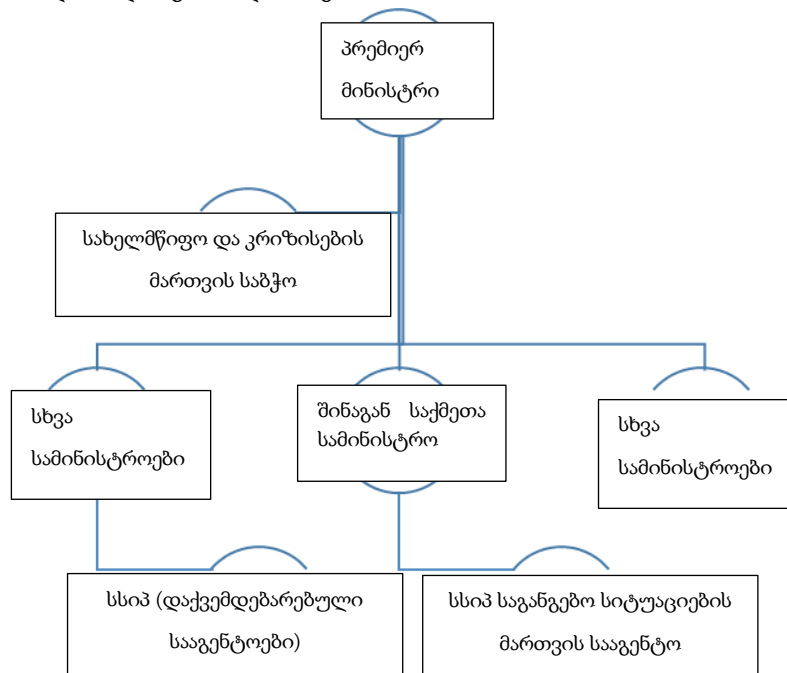 პრემიერ
მინისტრი
სახელმწიფო და კრიზისების
მართვის საბჭო
სხვა
სამინისტროები
შინაგან საქმეთა
სამინისტრო
სხვა
სამინისტროები
სსიპ (დაქვემდებარებული
სააგენტოები)
სსიპ საგანგებო სიტუაციების
მართვის სააგენტო